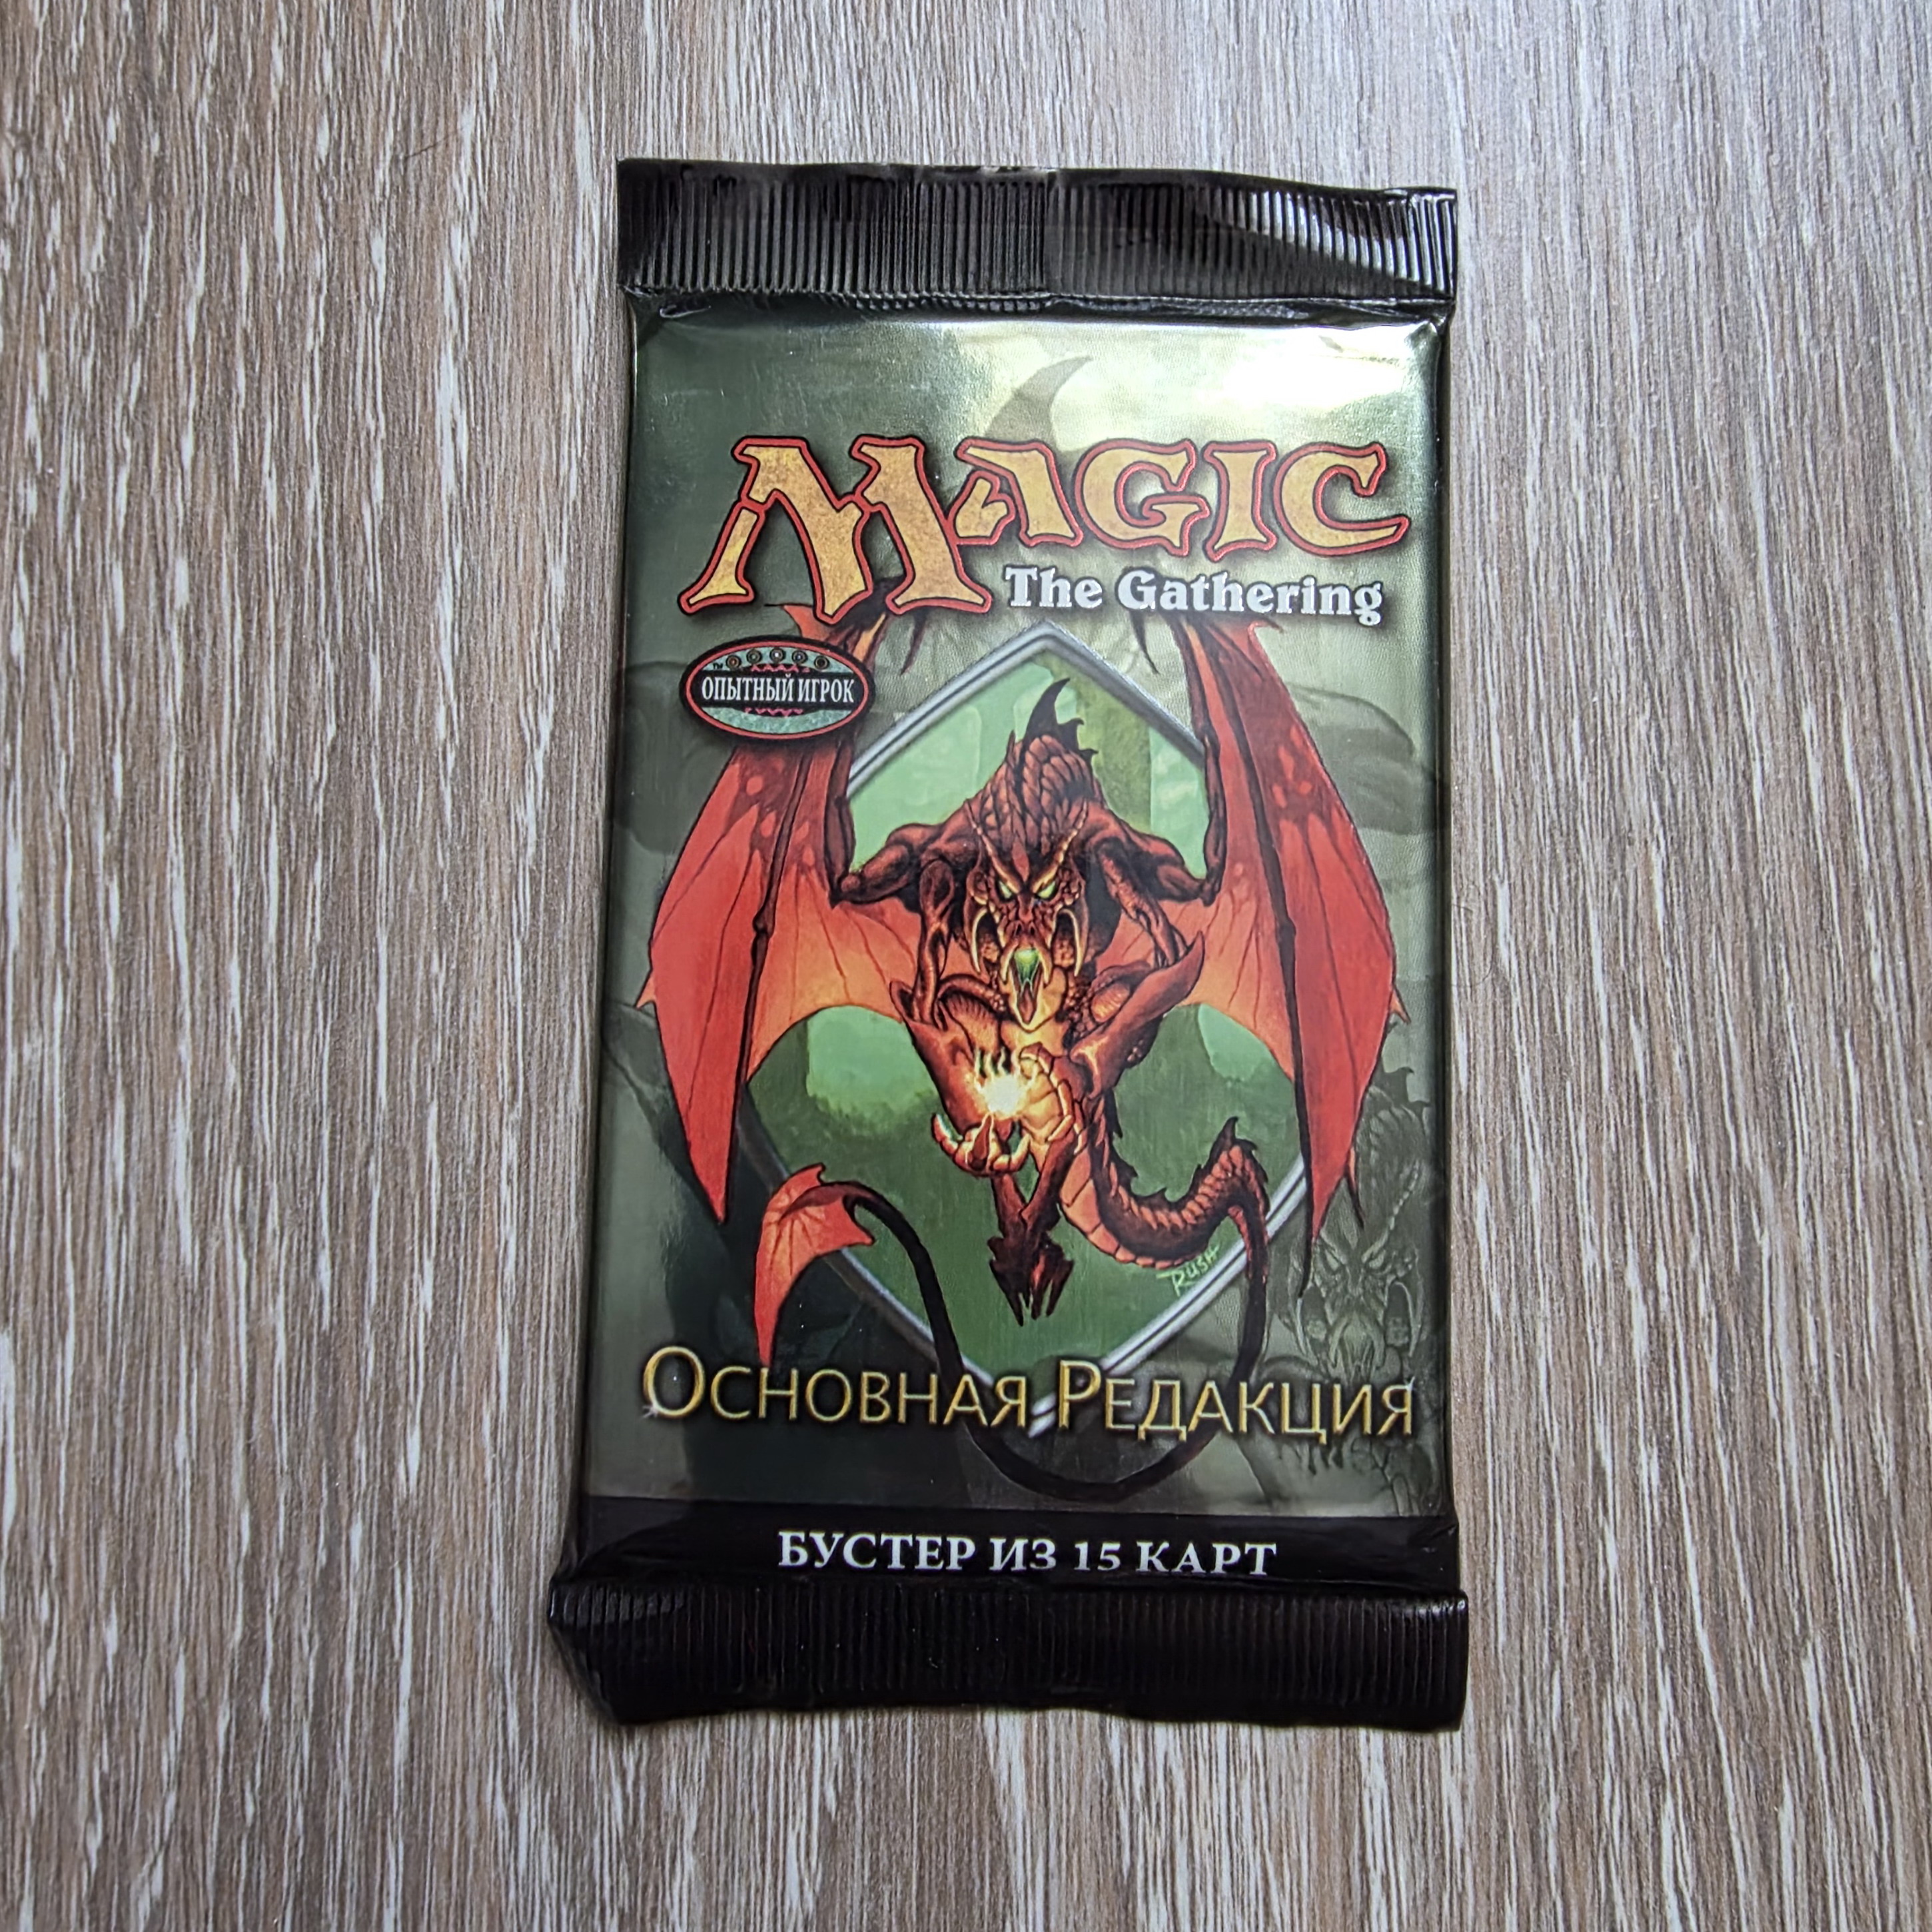 MAGIC
The Gathering
ОПЫТНЫЙ ИГРОК
RUSH
ОСНОВНАЯ РЕДАКЦИЯ
БУСТЕР ИЗ 15 КАРТ